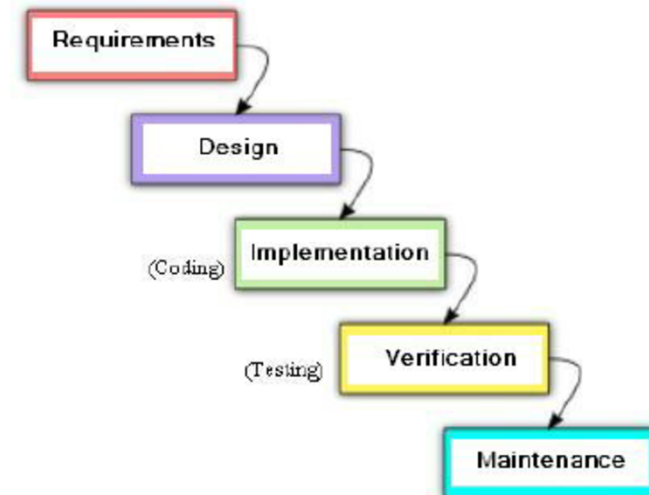 Requirements
Design
Implementation
(Coding)
Verification
(Testing)
Maintenance